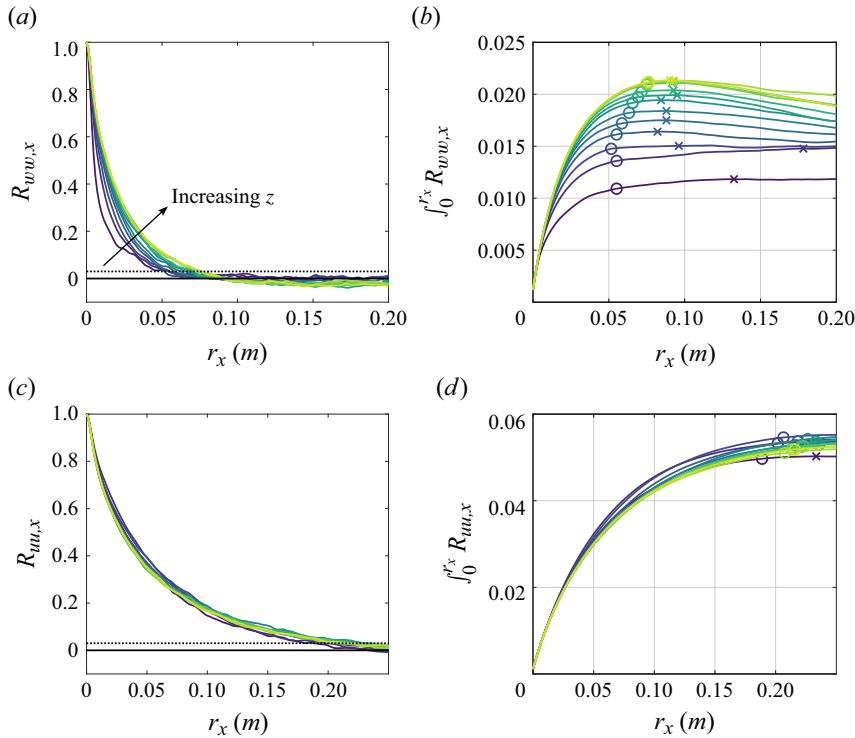 (a)
1.0
0.8
0.6
0.4
0.2
0
R_{ww,x}
Increasing z
0 0.05 0.10 0.15 0.20
r_x (m)
(b)
0.025
0.020
0.015
0.010
0.005
∫_0^{r_x} R_{ww,x}
0 0.05 0.10 0.15 0.20
r_x (m)
(c)
1.0
0.8
0.6
0.4
0.2
0
R_{uu,x}
0 0.05 0.10 0.15 0.20
r_x (m)
(d)
0.06
0.04
0.02
∫_0^{r_x} R_{uu,x}
0 0.05 0.10 0.15 0.20
r_x (m)